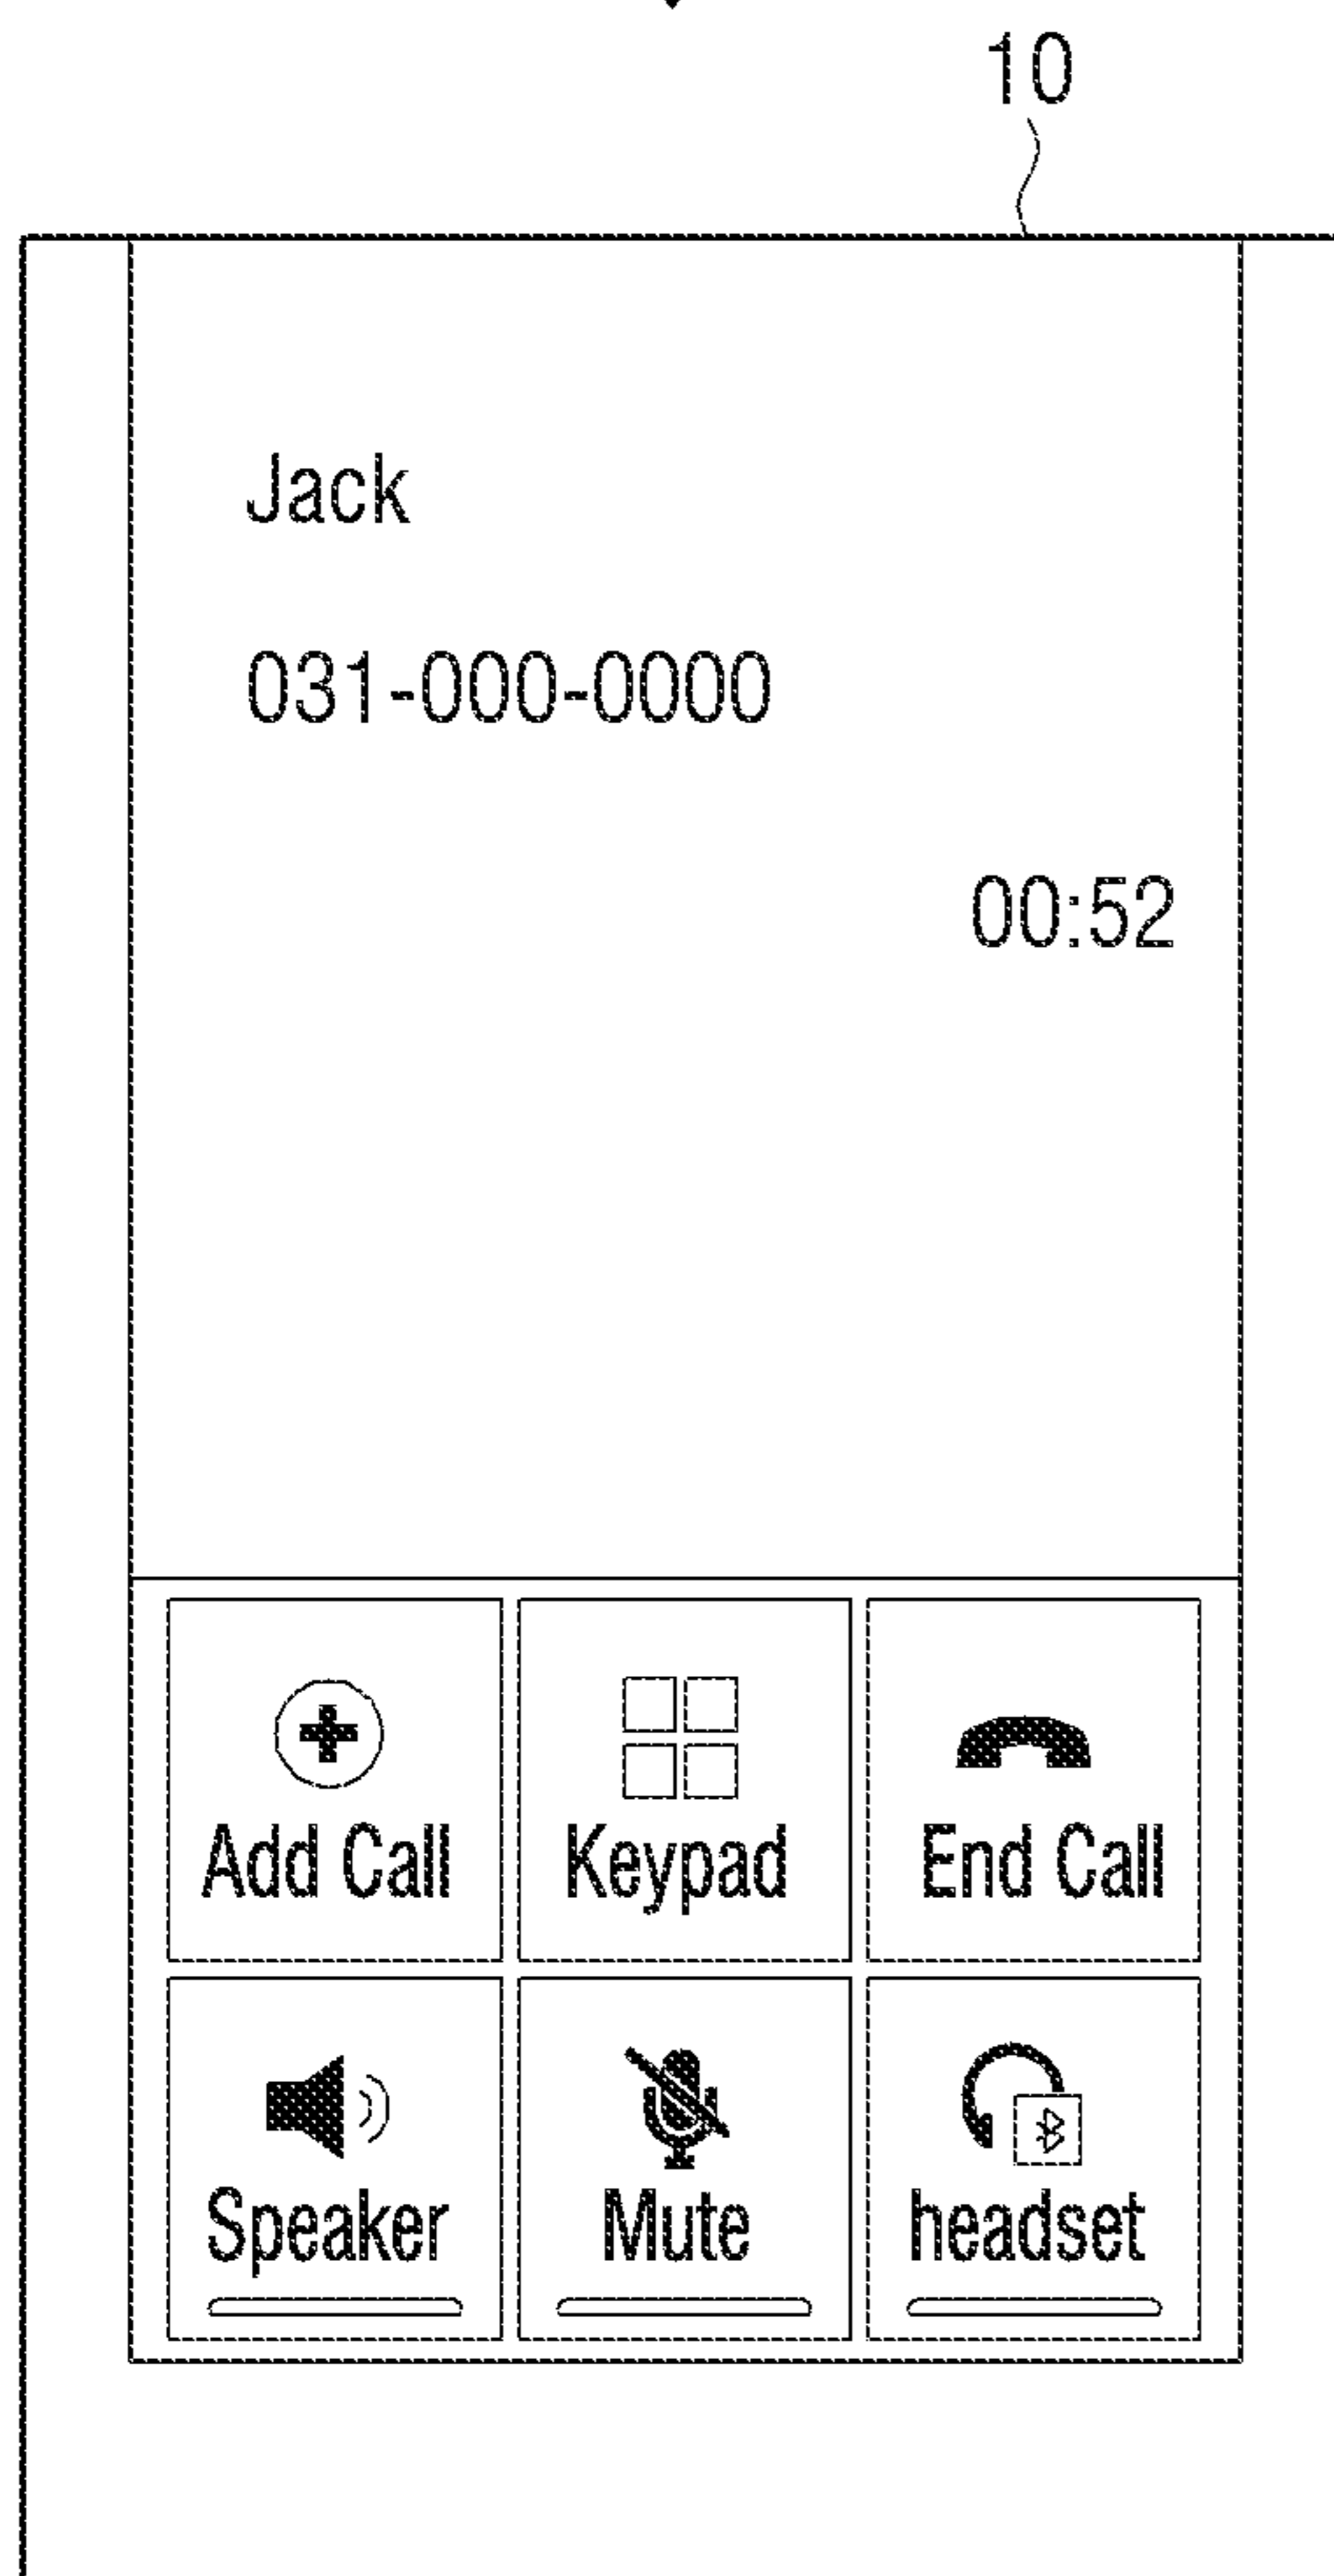 10
Jack
031-000-0000
00:52
Add Call Keypad End Call
Speaker Mute headset